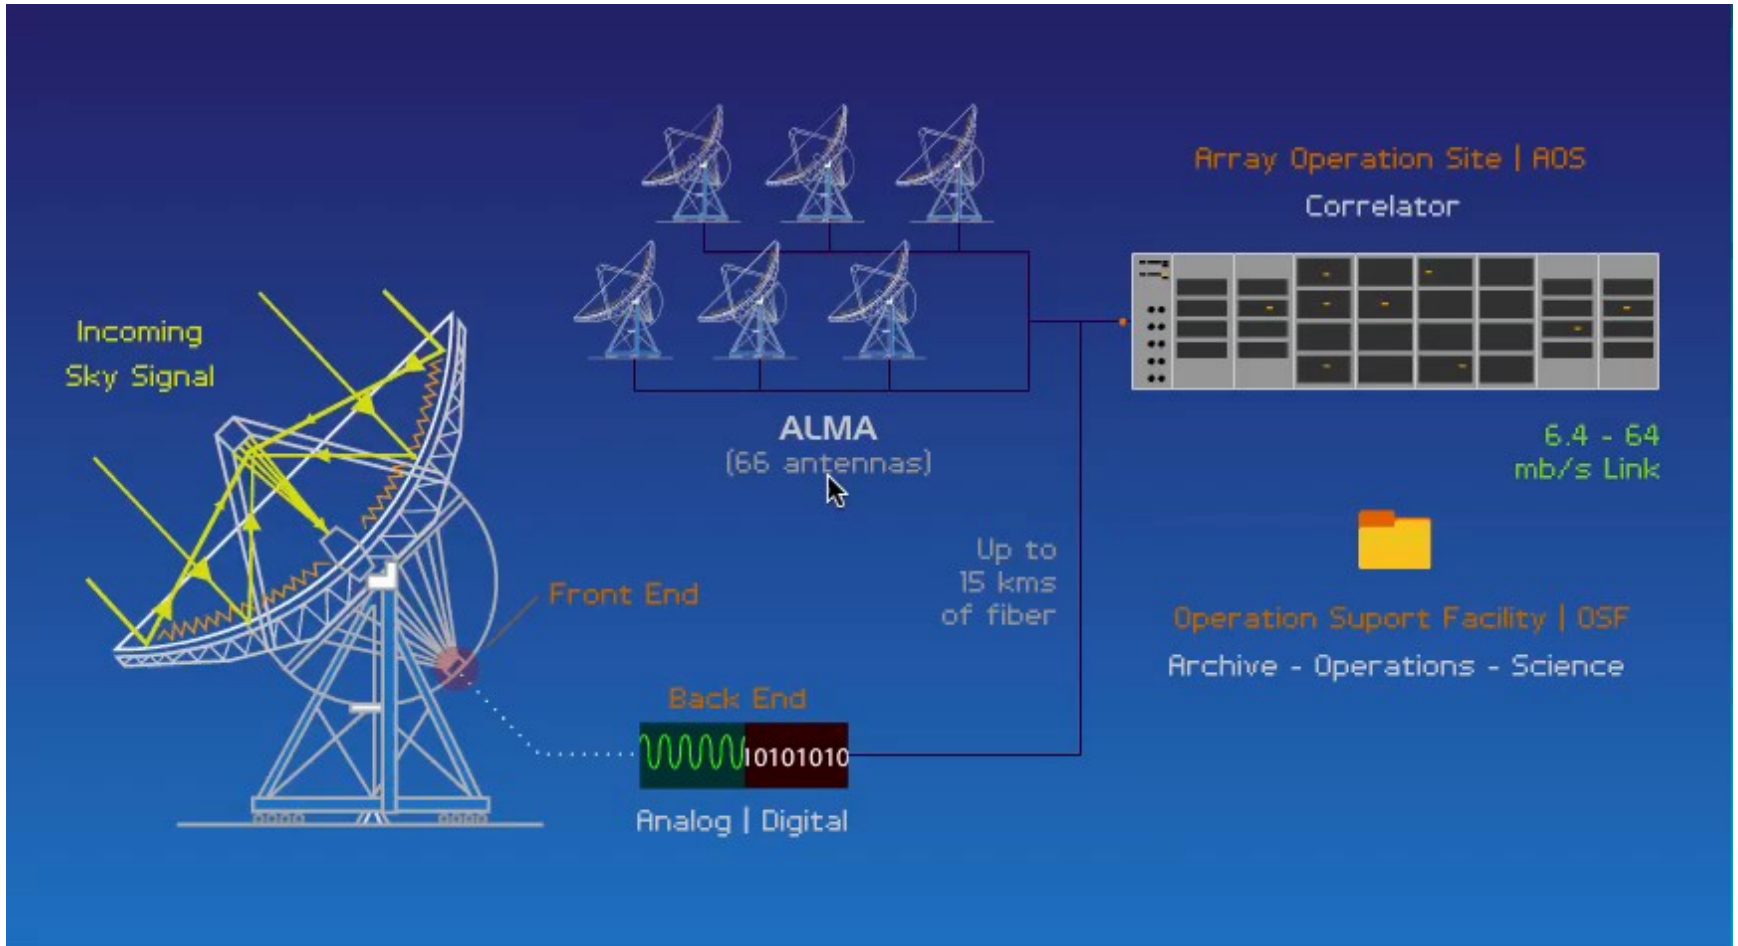 Incoming
Sky Signal
ALMA
(66 antennas)
Array Operation Site | AOS
Correlator
6.4 - 64
mb/s Link
Up to
15 kms
of fiber
Front End
Back End
10101010
Analog | Digital
Operation Suport Facility | OSF
Archive - Operations - Science